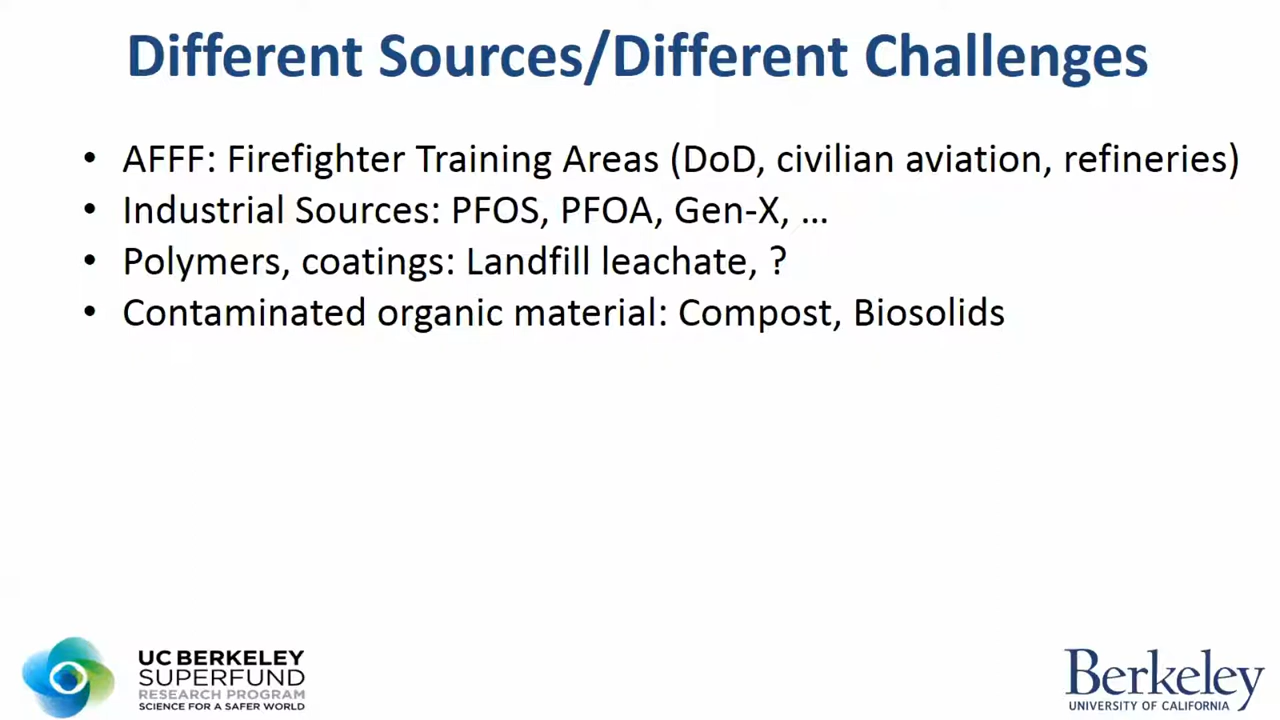 Different Sources/Different Challenges
• AFFF: Firefighter Training Areas (DoD, civilian aviation, refineries)
• Industrial Sources: PFOS, PFOA, Gen-X, ...
• Polymers, coatings: Landfill leachate, ?
• Contaminated organic material: Compost, Biosolids
UC BERKELEY
SUPERFUND
RESEARCH PROGRAM
SCIENCE FOR A SAFER WORLD
Berkeley
UNIVERSITY OF CALIFORNIA